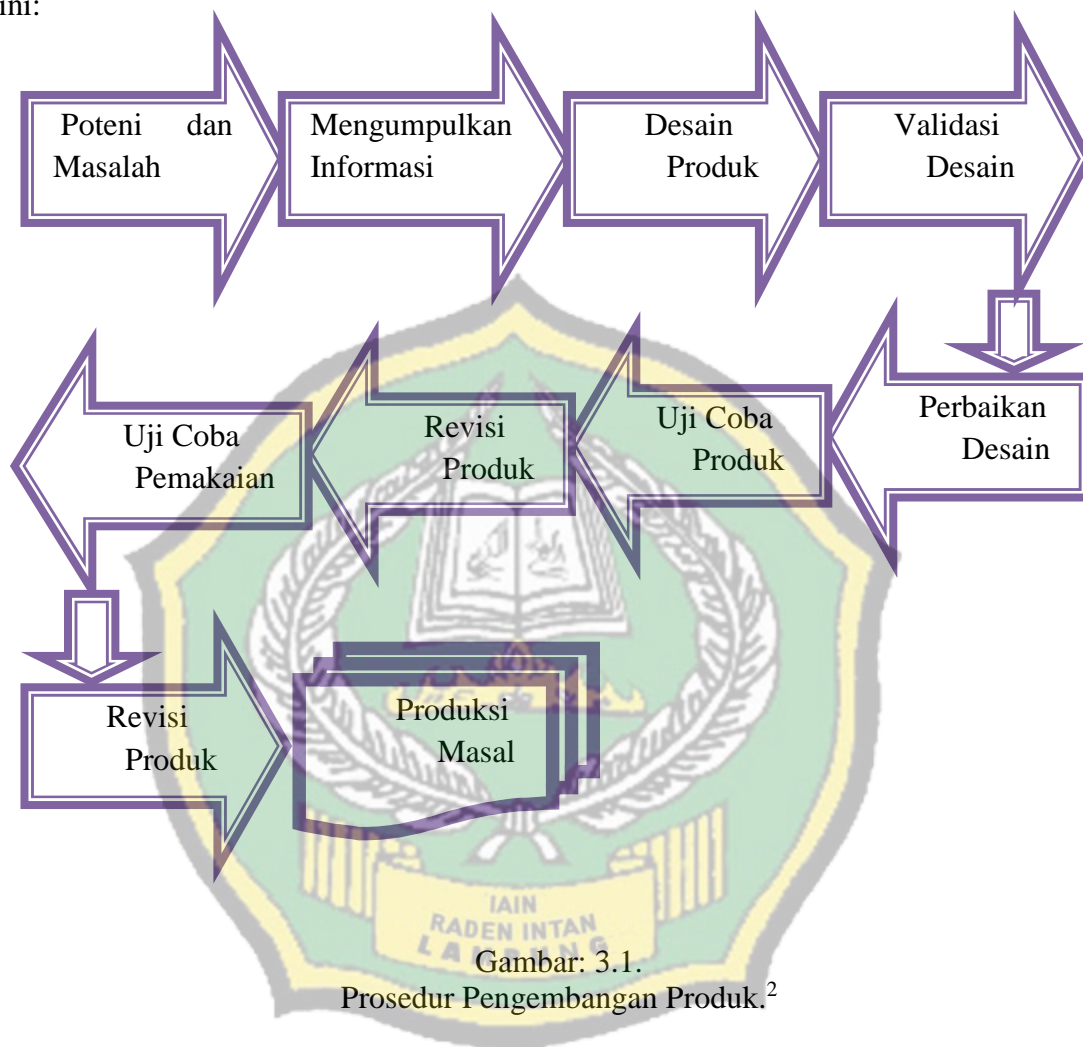 ini:
Poteni dan
Masalah
Mengumpulkan
Informasi
Desain
Produk
Validasi
Desain
Perbaikan
Desain
Uji Coba
Produk
Revisi
Produk
Uji Coba
Pemakaian
Revisi
Produk
Produksi
Masal
IAIN
RADEN INTAN
LAMPUNG
Gambar: 3.1.
Prosedur Pengembangan Produk.²